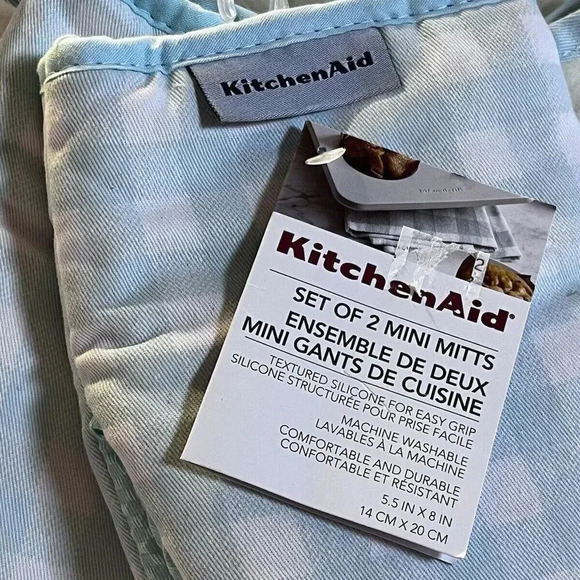 KitchenAid
KitchenAid
SET OF 2 MINI MITTS
ENSEMBLE DE DEUX
MINI GANTS DE CUISINE
TEXTURED SILICONE FOR EASY GRIP
SILICONE STRUCTURÉE POUR PRISE FACILE
MACHINE WASHABLE
LAVABLES À LA MACHINE
COMFORTABLE AND DURABLE
CONFORTABLE ET RÉSISTANT
5.5 IN X 8 IN
14 CM X 20 CM